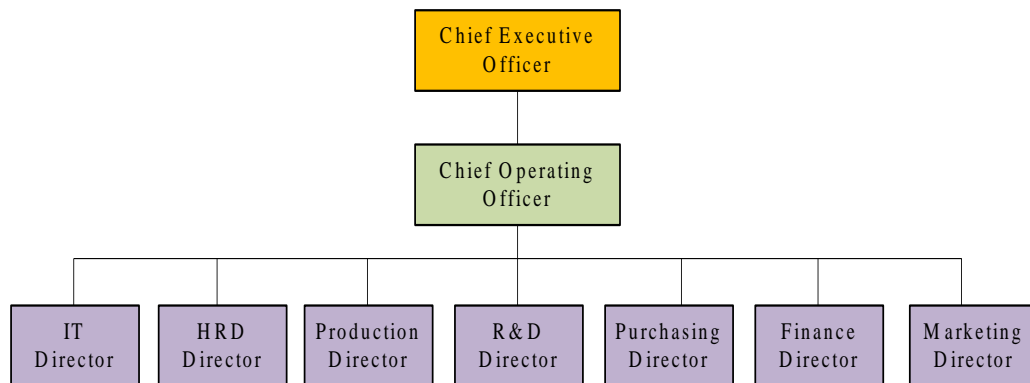 Chief Executive
Officer
Chief Operating
Officer
IT
Director
HRD
Director
Production
Director
R&D
Director
Purchasing
Director
Finance
Director
Marketing
Director